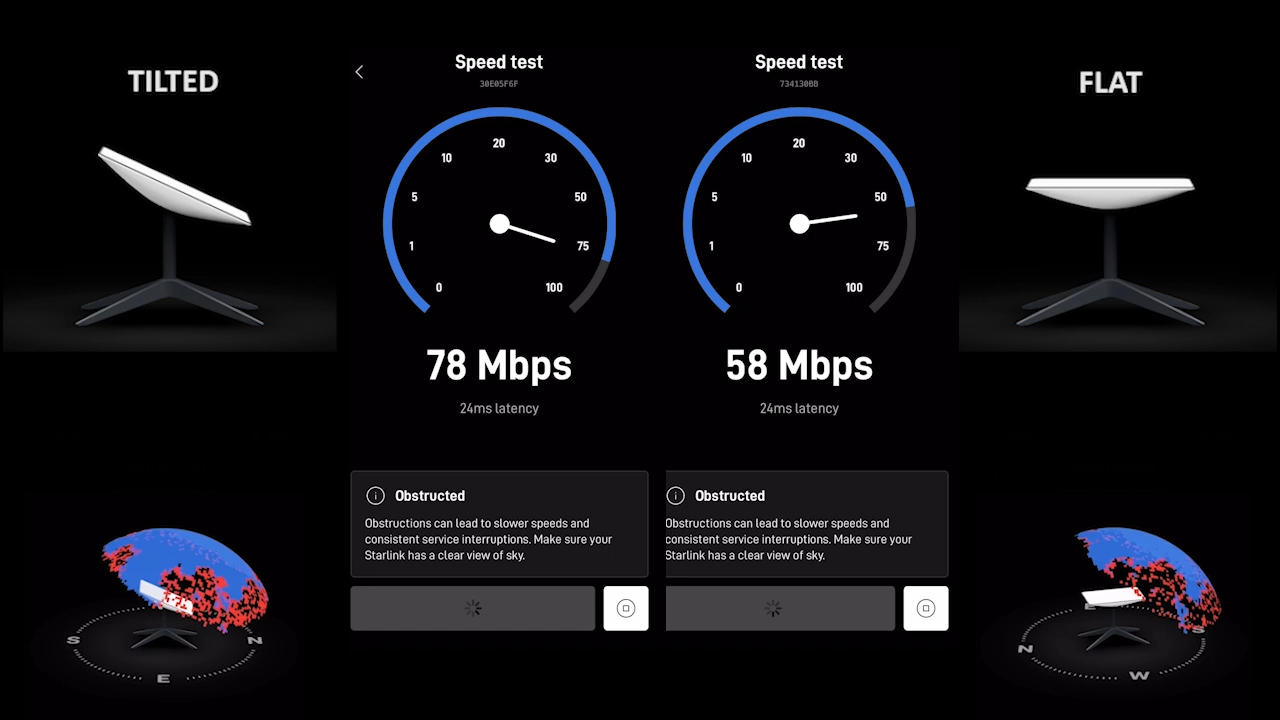 TILTED
Speed test
30E05F6F
0
1
5
10
20
30
50
75
100
78 Mbps
24ms latency
Obstructed
Obstructions can lead to slower speeds and
consistent service interruptions. Make sure your
Starlink has a clear view of sky.
Speed test
734130BB
0
1
5
10
20
30
50
75
100
58 Mbps
24ms latency
Obstructed
Obstructions can lead to slower speeds and
consistent service interruptions. Make sure your
Starlink has a clear view of sky.
FLAT
S
N
E
E
S
N
W